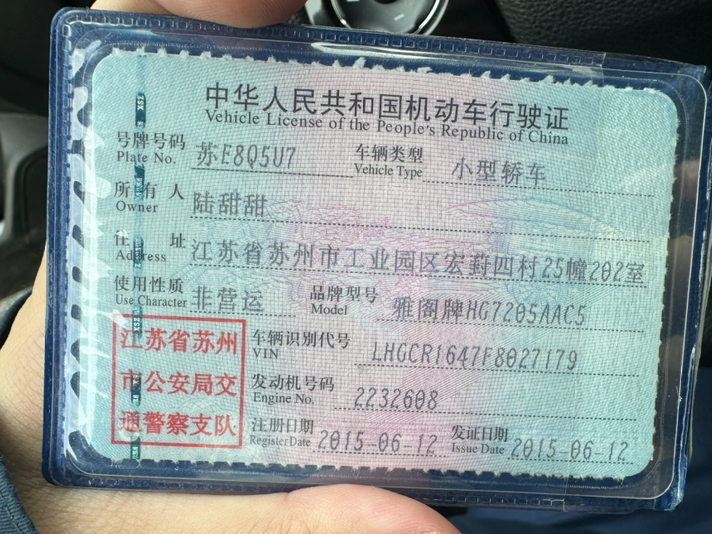 中华人民共和国机动车行驶证
Vehicle License of the People's Republic of China
号牌号码 苏E8Q5U7 车辆类型 小型轿车
Plate No. Vehicle Type
所有人 陆甜甜
Owner
住址 江苏省苏州市工业园区宏葑四村25幢202室
Address
使用性质 非营运 品牌型号 雅阁牌HG7205AAC5
Use Character Model
江苏省苏州
市公安局交
通警察支队
车辆识别代号 LHGCR1647F8027179
VIN
发动机号码 2232608
Engine No.
注册日期 2015-06-12 发证日期 2015-06-12
Register Date Issue Date